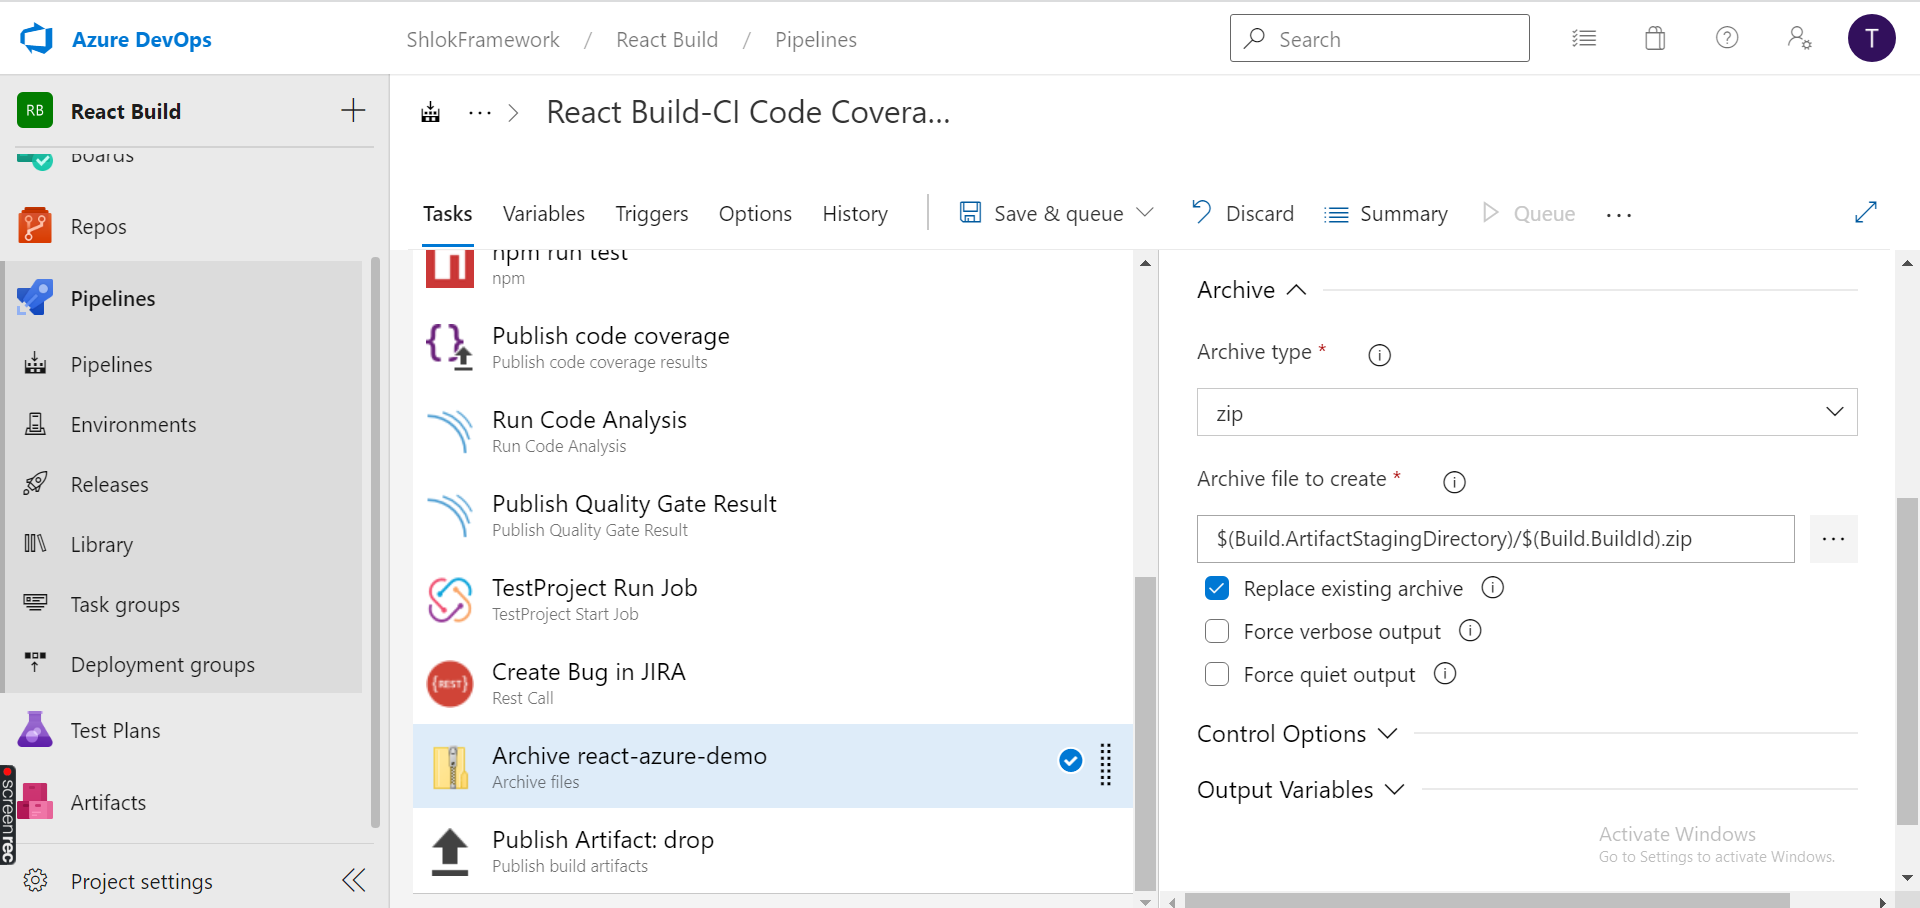 Azure DevOps
ShlokFramework / React Build / Pipelines
Search
T
RB React Build
Boards
Repos
Pipelines
Pipelines
Environments
Releases
Library
Task groups
Deployment groups
Test Plans
Artifacts
Project settings
screenrec
React Build-CI Code Covera...
Tasks Variables Triggers Options History Save & queue Discard Summary Queue
npm run test
npm
Publish code coverage
Publish code coverage results
Run Code Analysis
Run Code Analysis
Publish Quality Gate Result
Publish Quality Gate Result
TestProject Run Job
TestProject Start Job
{REST}
Create Bug in JIRA
Rest Call
Archive react-azure-demo
Archive files
Publish Artifact: drop
Publish build artifacts
Archive
Archive type *
zip
Archive file to create *
$(Build.ArtifactStagingDirectory)/$(Build.BuildId).zip
Replace existing archive
Force verbose output
Force quiet output
Control Options
Output Variables
Activate Windows
Go to Settings to activate Windows.